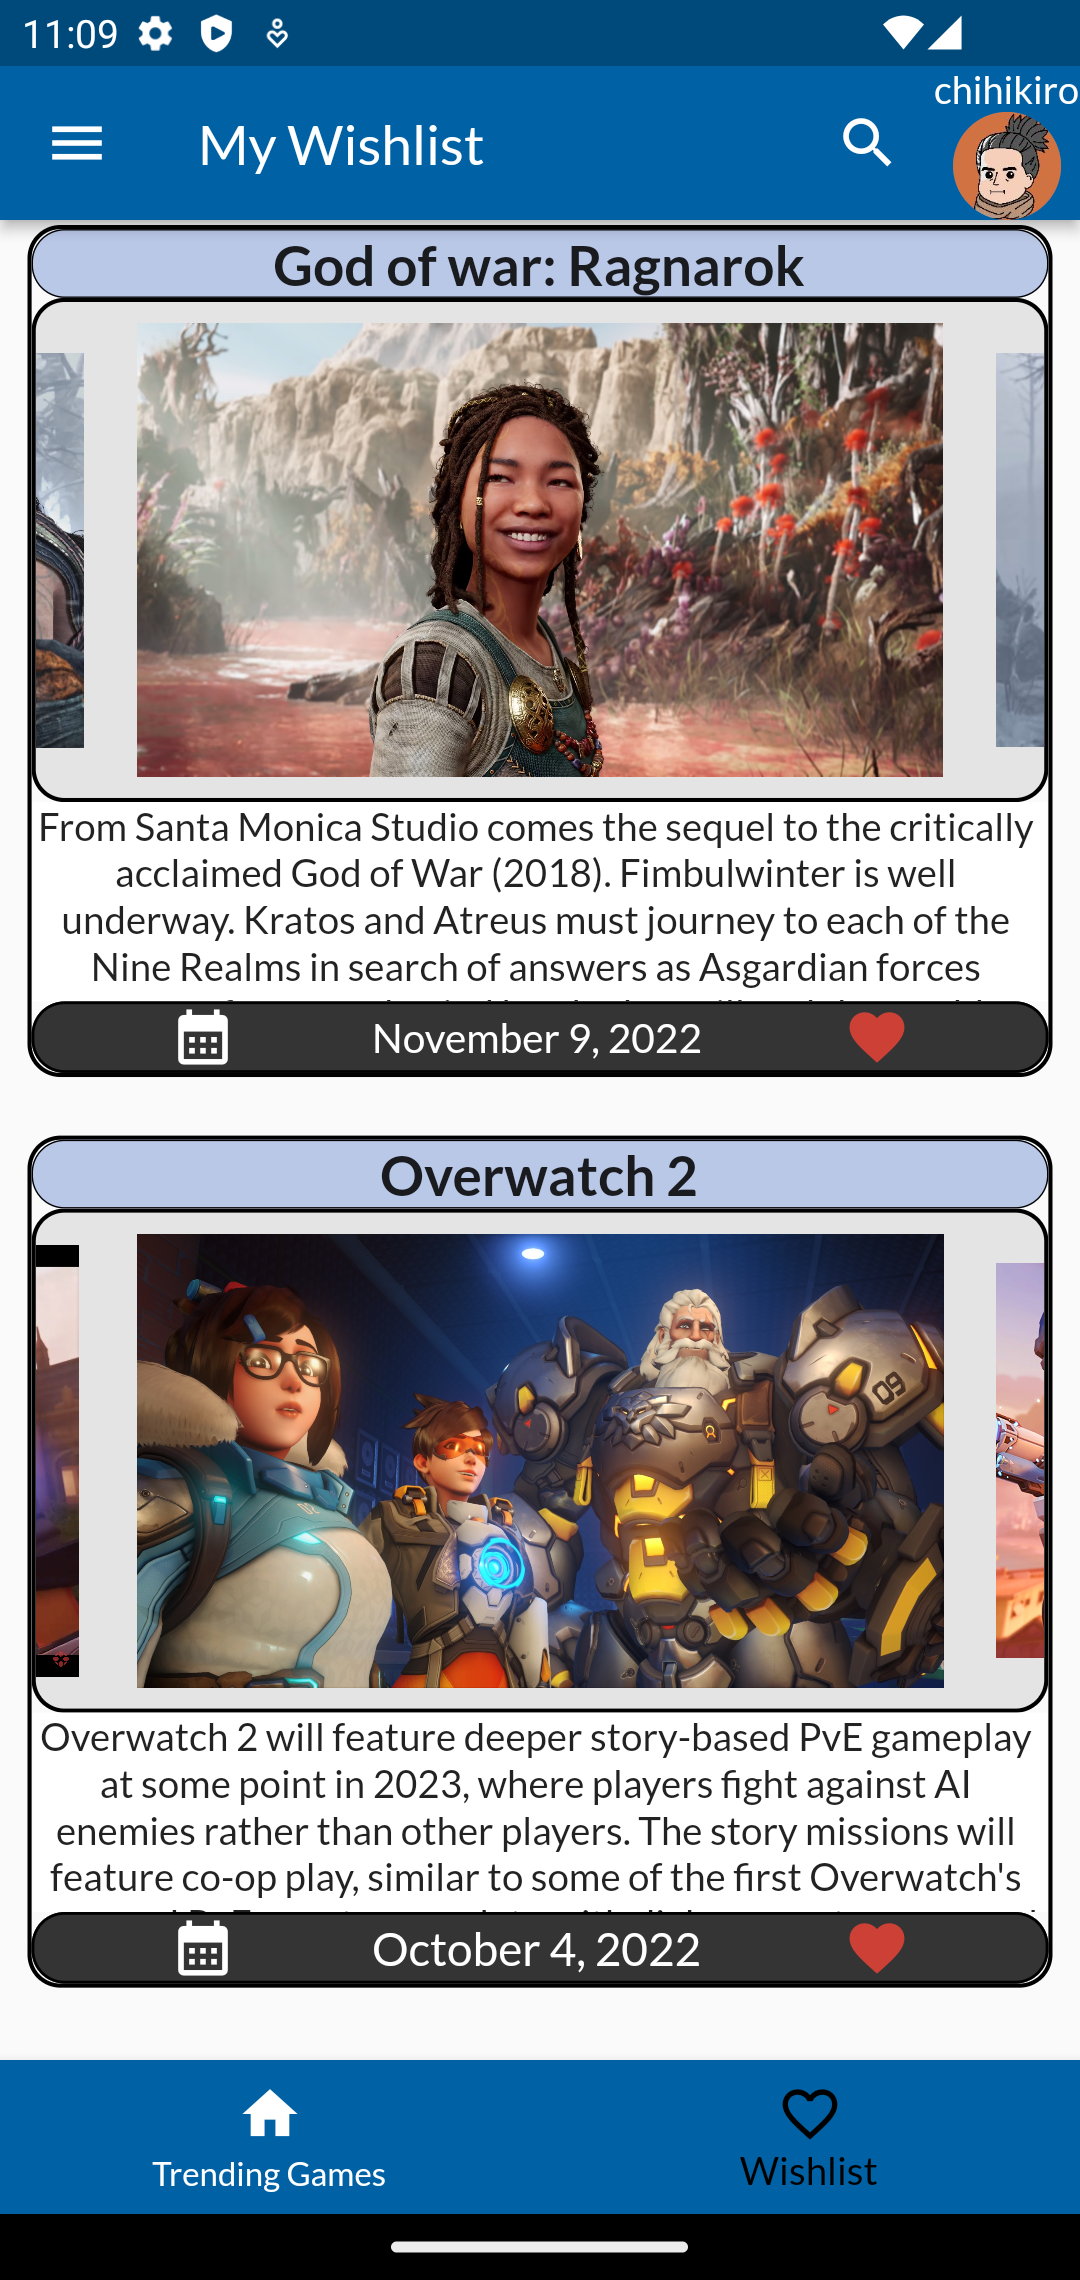 11:09
chihikiro
My Wishlist
God of war: Ragnarok
From Santa Monica Studio comes the sequel to the critically
acclaimed God of War (2018). Fimbulwinter is well
underway. Kratos and Atreus must journey to each of the
Nine Realms in search of answers as Asgardian forces
November 9, 2022
Overwatch 2
09
Overwatch 2 will feature deeper story-based PvE gameplay
at some point in 2023, where players fight against AI
enemies rather than other players. The story missions will
feature co-op play, similar to some of the first Overwatch's
October 4, 2022
Trending Games
Wishlist